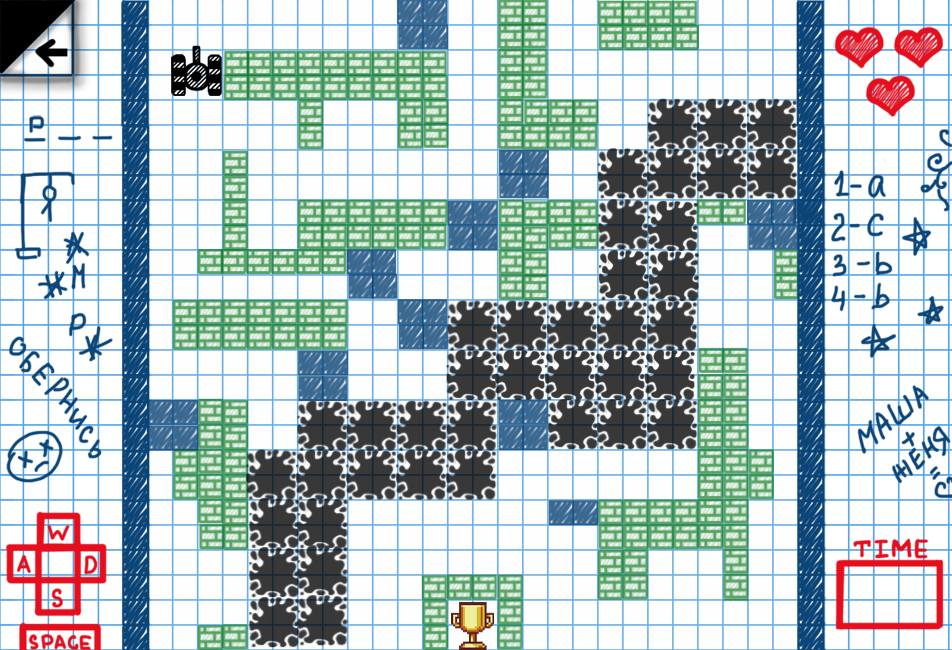 P _ _ _
M
P
ОБЕРНИСЬ
W
A D
S
SPACE
1-a
2-C
3-b
4-b
МАША
+
ЖЕНЯ
=
TIME